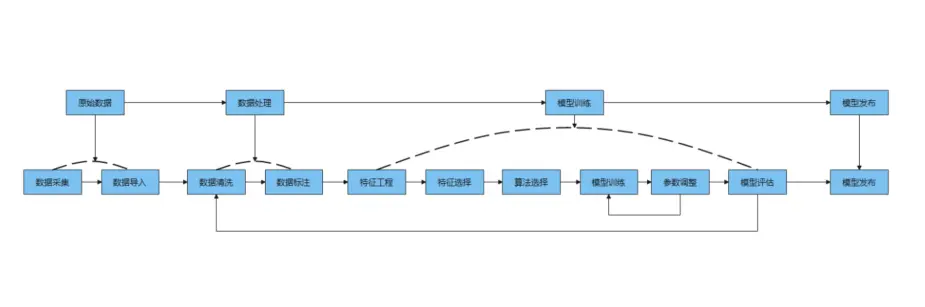 原始数据
数据处理
模型训练
模型发布
数据采集
数据导入
数据清洗
数据标注
特征工程
特征选择
算法选择
模型训练
参数调整
模型评估
模型发布